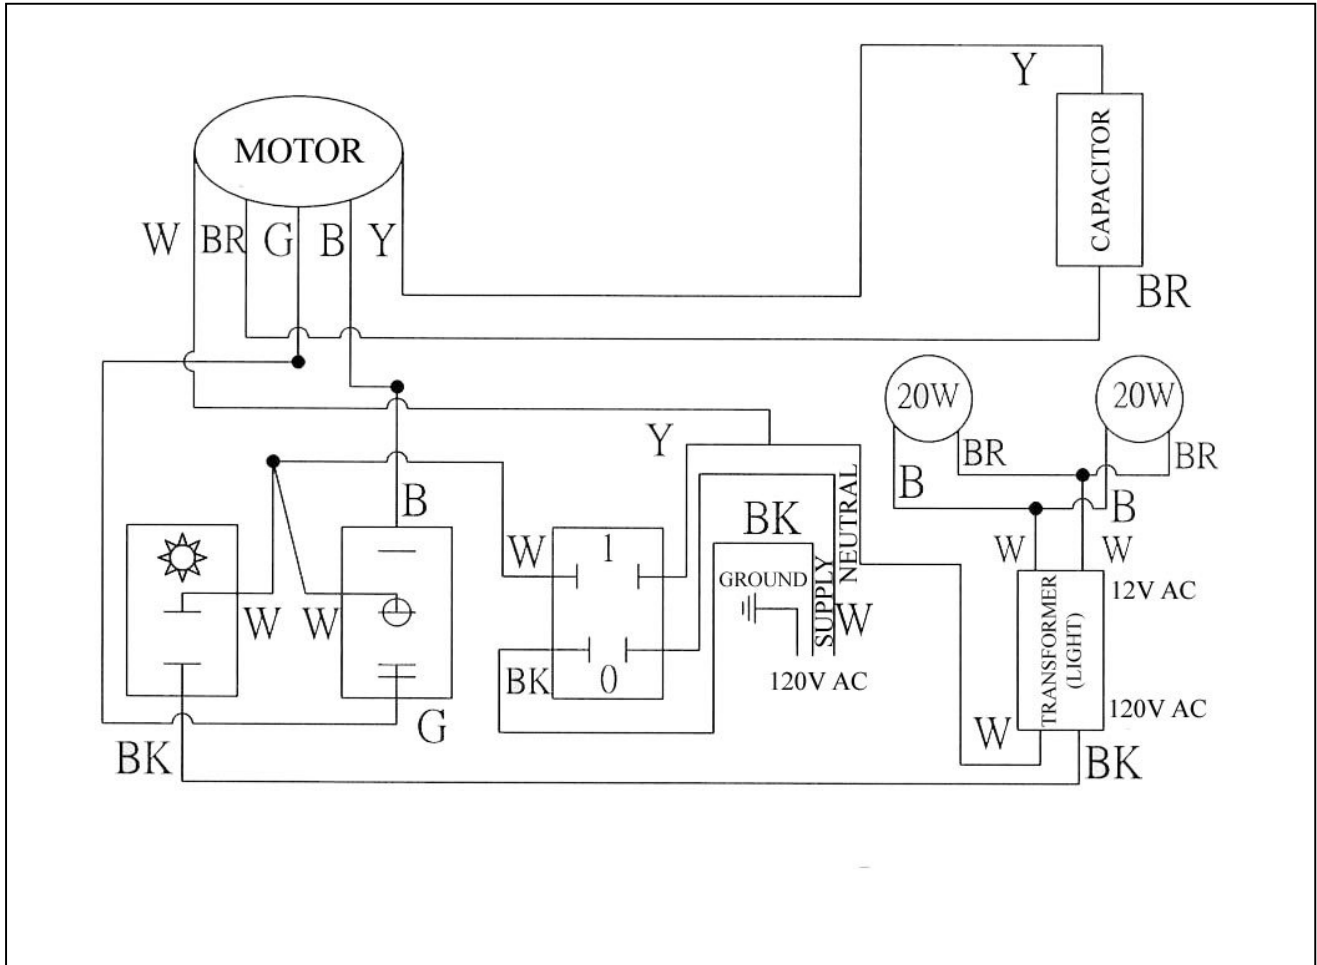 Y
MOTOR
CAPACITOR
W BR G B Y
BR
20W 20W
Y
BR BR
B B
B
BK
NEUTRAL
W 1
W W
GROUND
SUPPLY
12V AC
W W
W
TRANSFORMER
(LIGHT)
BK 0
120V AC
120V AC
G
W
BK
BK